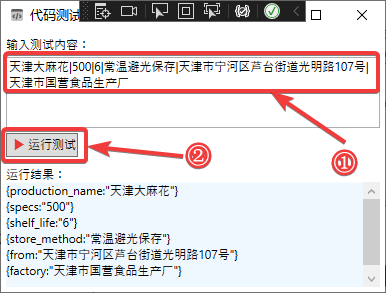 代码测试
输入测试内容：
天津大麻花|500|6|常温避光保存|天津市宁河区芦台街道光明路107号|
天津市国营食品生产厂
①
▶ 运行测试
②
运行结果：
{production_name:"天津大麻花"}
{specs:"500"}
{shelf_life:"6"}
{store_method:"常温避光保存"}
{from:"天津市宁河区芦台街道光明路107号"}
{factory:"天津市国营食品生产厂"}